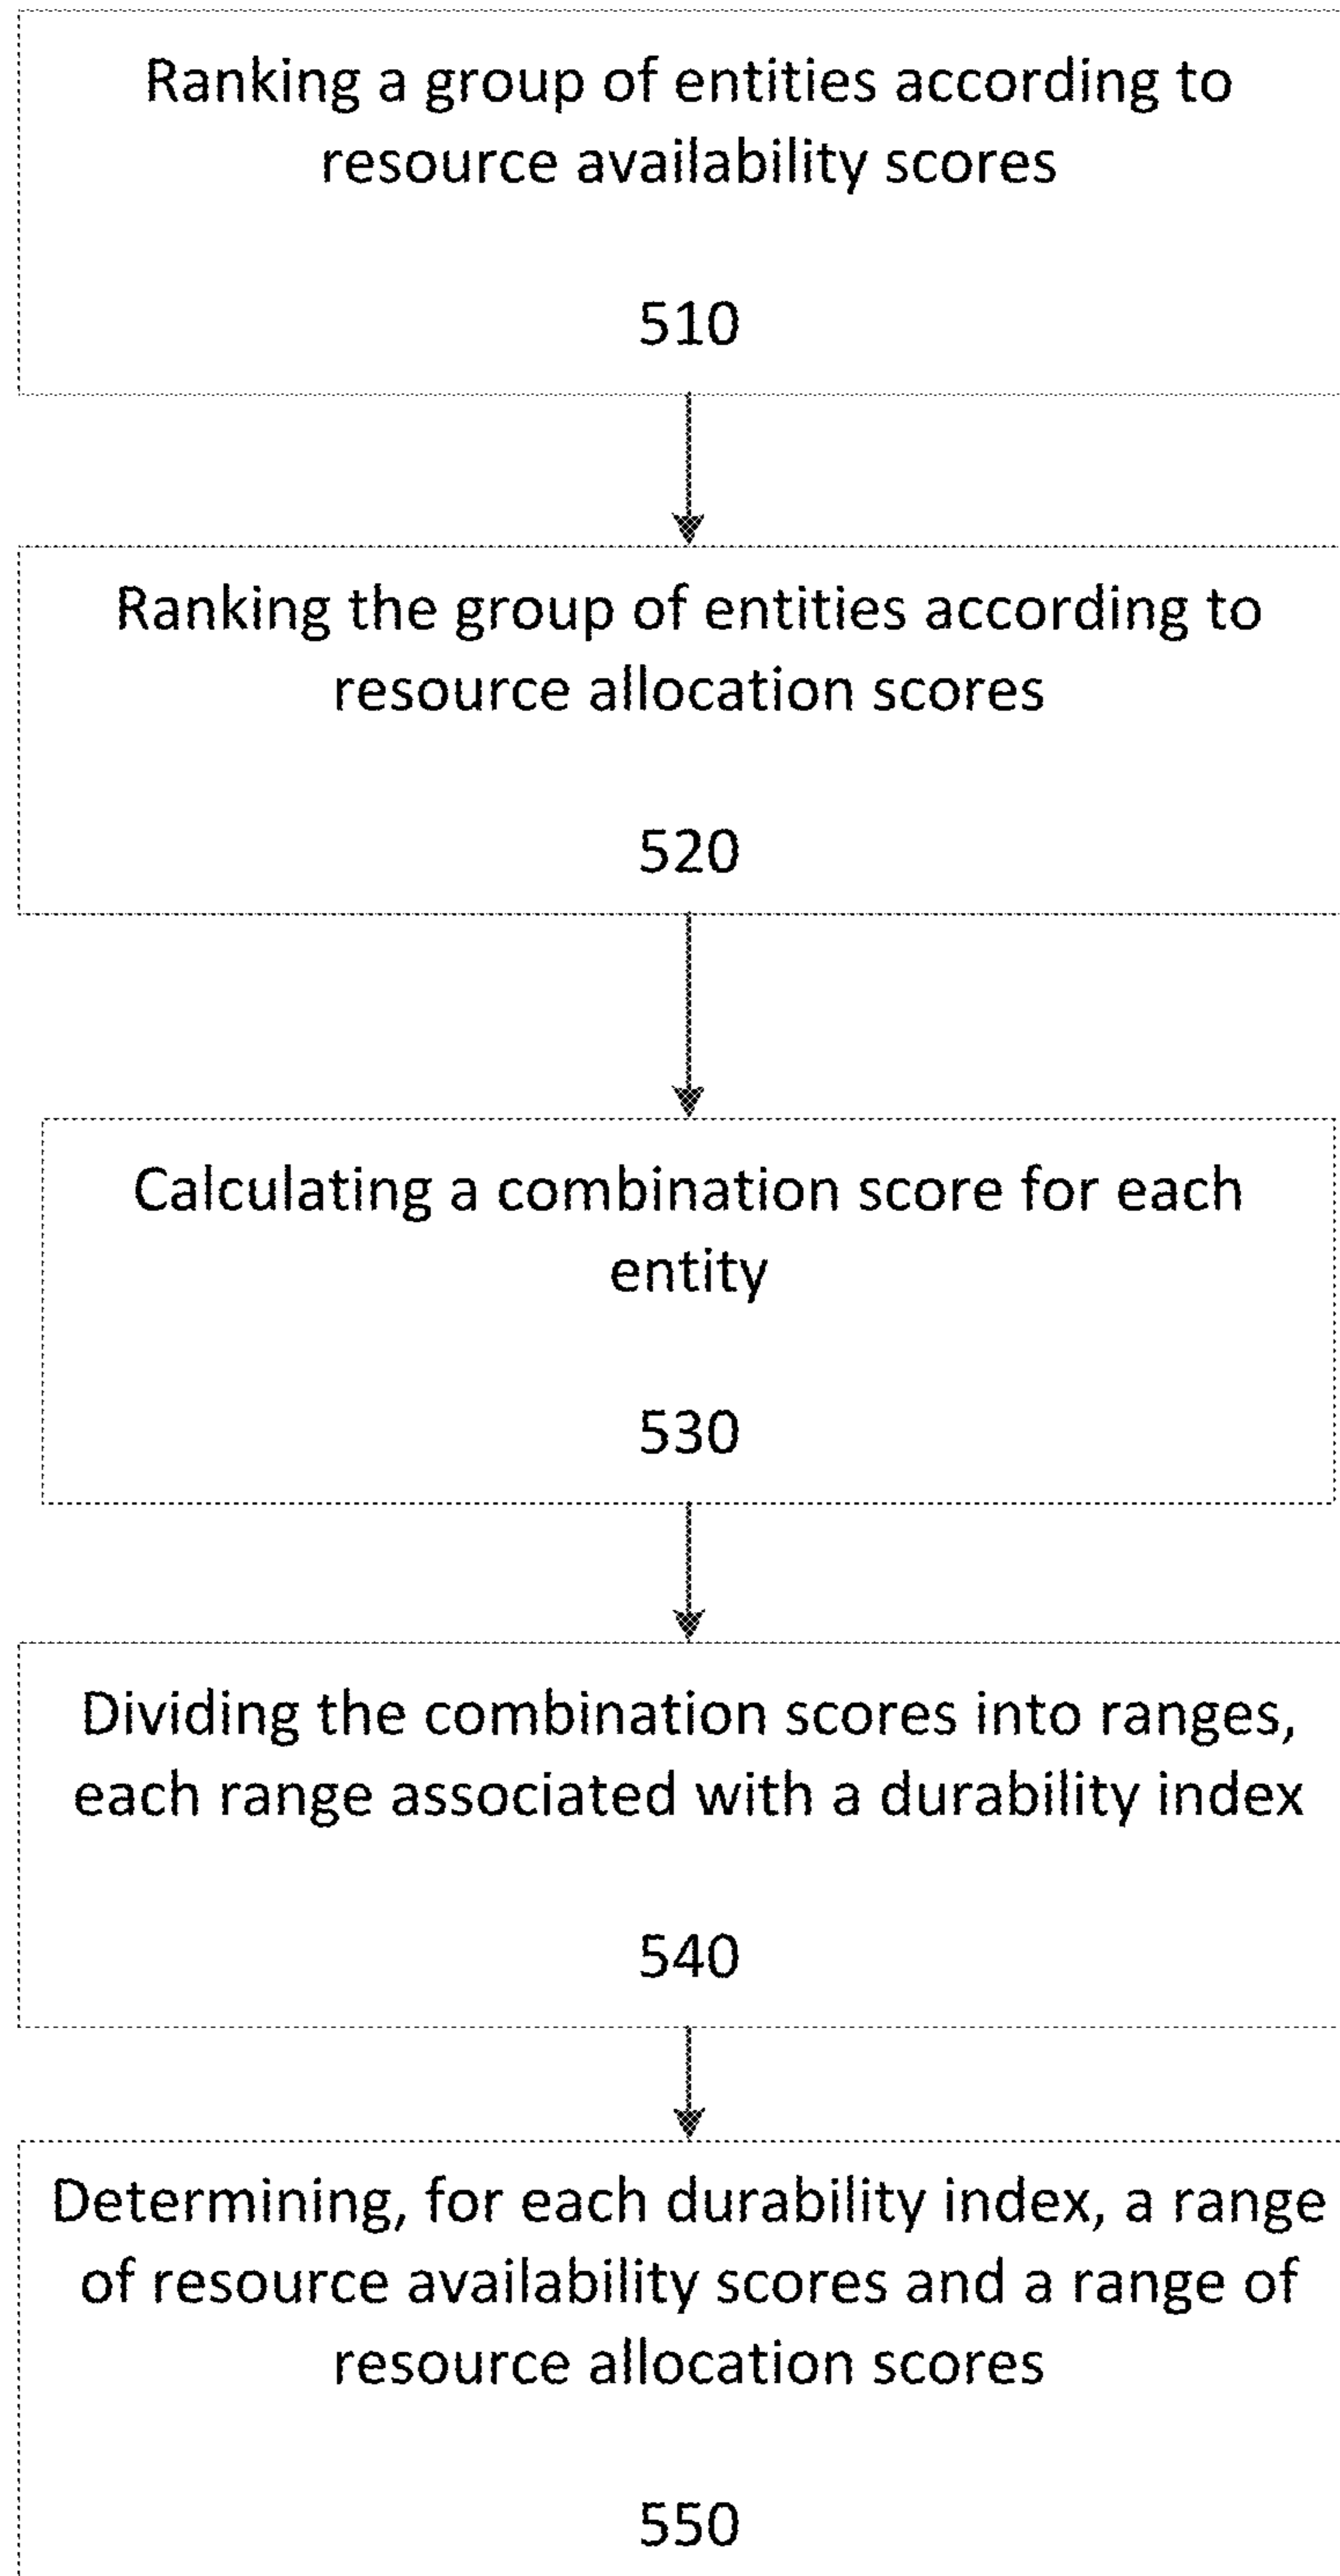 Ranking a group of entities according to
resource availability scores
510
Ranking the group of entities according to
resource allocation scores
520
Calculating a combination score for each
entity
530
Dividing the combination scores into ranges,
each range associated with a durability index
540
Determining, for each durability index, a range
of resource availability scores and a range of
resource allocation scores
550